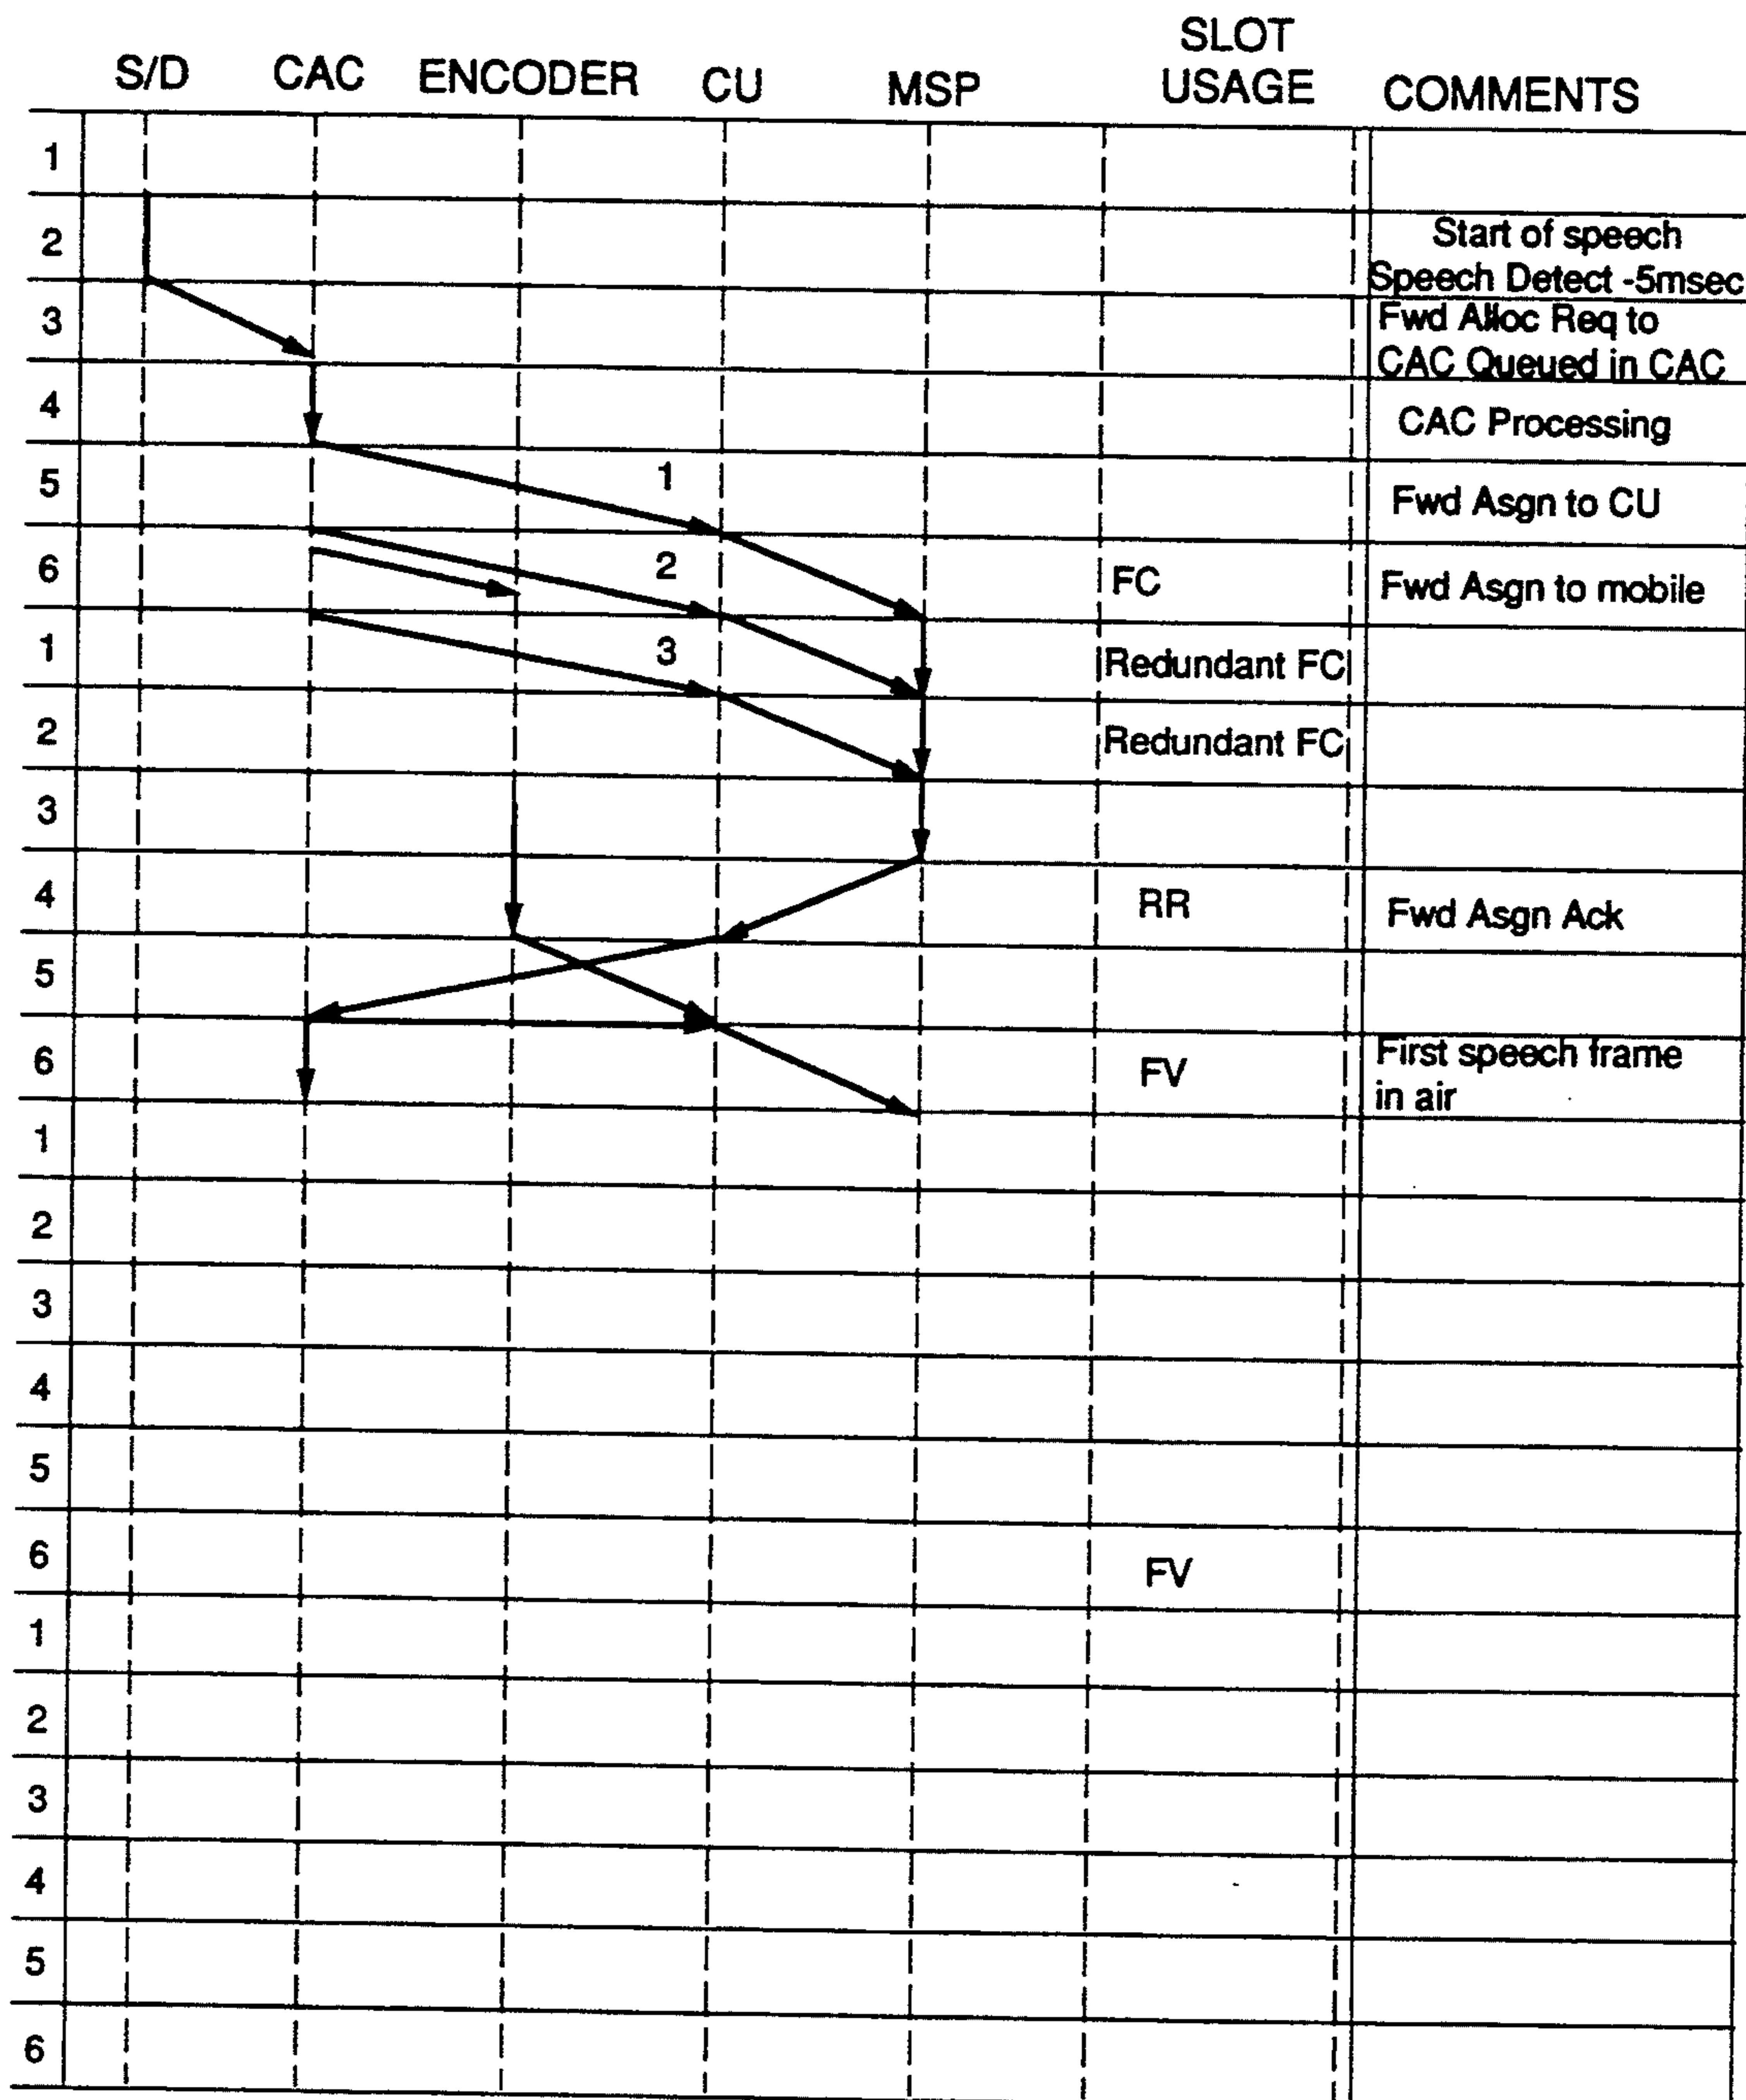 SLOT
S/D CAC ENCODER CU MSP USAGE COMMENTS
1
2 Start of speech
Speech Detect -5msec
3 Fwd Alloc Req to
CAC Queued in CAC
4 CAC Processing
5 1 Fwd Asgn to CU
6 2 FC Fwd Asgn to mobile
1 3 Redundant FC
2 Redundant FC
3
4 RR Fwd Asgn Ack
5
6 FV First speech frame
in air
1
2
3
4
5
6 FV
1
2
3
4
5
6